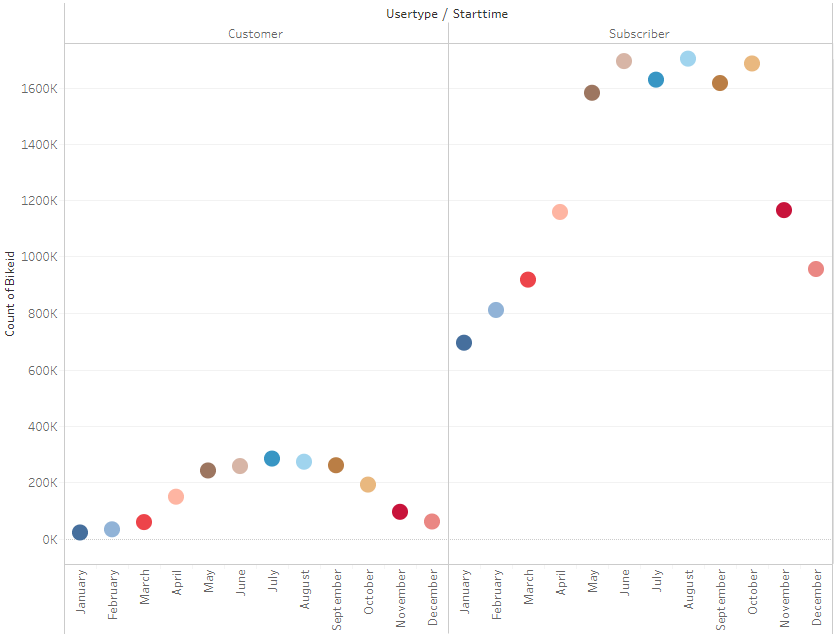 Usertype / Starttime
Customer
Subscriber
Count of Bikeid
1600K
1400K
1200K
1000K
800K
600K
400K
200K
0K
January
February
March
April
May
June
July
August
September
October
November
December
January
February
March
April
May
June
July
August
September
October
November
December